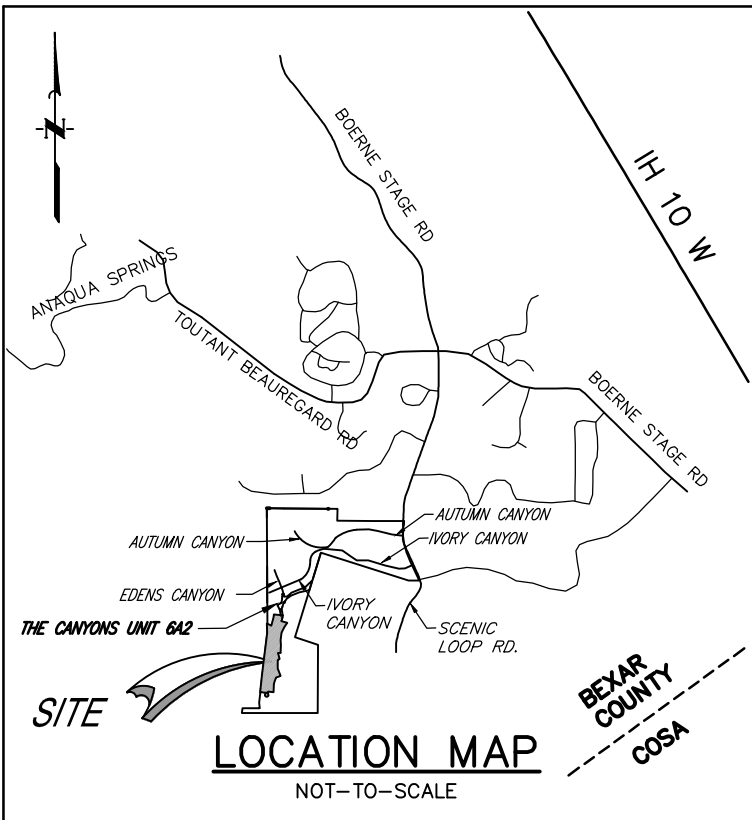 BOERNE STAGE RD
IH 10 W
N
ANAQUA SPRINGS
TOUTANT BEAUREGARD RD
BOERNE STAGE RD
AUTUMN CANYON
AUTUMN CANYON
IVORY CANYON
EDENS CANYON
IVORY
CANYON
THE CANYONS UNIT 6A2
SCENIC
LOOP RD.
SITE
BEXAR
COUNTY
COSA
LOCATION MAP
NOT-TO-SCALE